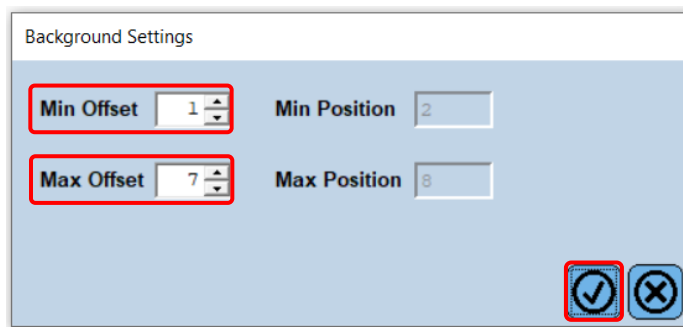 Background Settings
Min Offset 1 Min Position 2
Max Offset 7 Max Position 8